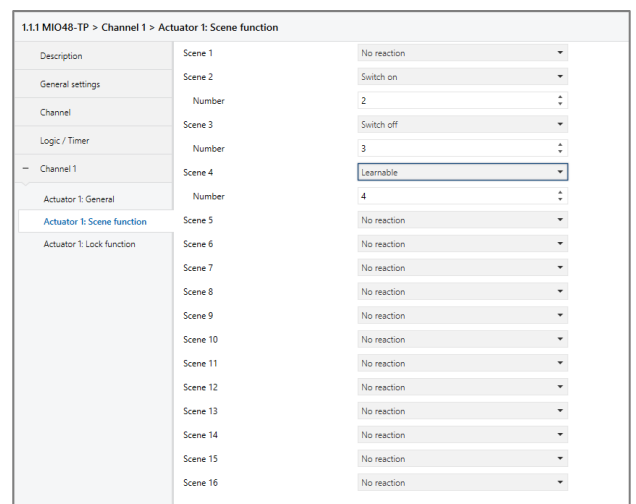 1.1.1 MIO48-TP > Channel 1 > Actuator 1: Scene function
Description
General settings
Channel
Logic / Timer
− Channel 1
Actuator 1: General
Actuator 1: Scene function
Actuator 1: Lock function
Scene 1 No reaction
Scene 2 Switch on
Number 2
Scene 3 Switch off
Number 3
Scene 4 Learnable
Number 4
Scene 5 No reaction
Scene 6 No reaction
Scene 7 No reaction
Scene 8 No reaction
Scene 9 No reaction
Scene 10 No reaction
Scene 11 No reaction
Scene 12 No reaction
Scene 13 No reaction
Scene 14 No reaction
Scene 15 No reaction
Scene 16 No reaction